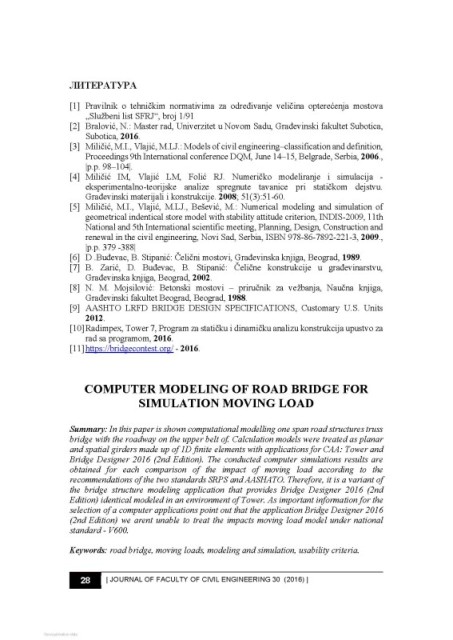 ЛИТЕРАТУРА
[1] Pravilnik o tehničkim normativima za određivanje veličina opterećenja mostova
„Službeni list SFRJ“, broj 1/91
[2] Bralović, N.: Master rad, Univerzitet u Novom Sadu, Građevinski fakultet Subotica,
Subotica, 2016.
[3] Miličić, M.I., Vlajić, M.LJ.: Models of civil engineering–classification and definition,
Proceedings 9th International conference DQM, June 14–15, Belgrade, Serbia, 2006.,
|p.p. 98–104|.
[4] Miličić IM, Vlajić LM, Folić RJ. Numeričko modeliranje i simulacija -
eksperimentalno-teorijske analize spregnute tavanice pri statičkom dejstvu.
Građevinski materijali i konstrukcije. 2008; 51(3):51-60.
[5] Miličić, M.I., Vlajić, M.LJ., Bešević, M.: Numerical modeling and simulation of
geometrical indentical store model with stability attitude criterion, INDIS-2009, 11th
National and 5th International scientific meeting, Planning, Design, Construction and
renewal in the civil engineering, Novi Sad, Serbia, ISBN 978-86-7892-221-3, 2009.,
|p.p. 379 -388|
[6] D .Buđevac, B. Stipanić: Čelični mostovi, Građevinska knjiga, Beograd, 1989.
[7] B. Zarić, D. Buđevac, B. Stipanić: Čelične konstrukcije u građevinarstvu,
Građevinska knjiga, Beograd, 2002.
[8] N. M. Mojsilović: Betonski mostovi – priručnik za vežbanja, Naučna knjiga,
Građevinski fakultet Beograd, Beograd, 1988.
[9] AASHTO LRFD BRIDGE DESIGN SPECIFICATIONS, Customary U.S. Units
2012.
[10] Radimpex, Tower 7, Program za statičku i dinamičku analizu konstrukcija upustvo za
rad sa programom, 2016.
[11] https://bridgecontest.org/ - 2016.
COMPUTER MODELING OF ROAD BRIDGE FOR
SIMULATION MOVING LOAD
Summary: In this paper is shown computational modelling one span road structures truss
bridge with the roadway on the upper belt of. Calculation models were treated as planar
and spatial girders made up of 1D finite elements with applications for CAA: Tower and
Bridge Designer 2016 (2nd Edition). The conducted computer simulations results are
obtained for each comparison of the impact of moving load according to the
recommendations of the two standards SRPS and AASHATO. Therefore, it is a variant of
the bridge structure modeling application that provides Bridge Designer 2016 (2nd
Edition) identical modeled in an environment of Tower. As important information for the
selection of a computer applications point out that the application Bridge Designer 2016
(2nd Edition) we arent unable to treat the impacts moving load model under national
standard - V600.
Keywords: road bridge, moving loads, modeling and simulation, usability criteria.
28 | JOURNAL OF FACULTY OF CIVIL ENGINEERING 30 (2016) |